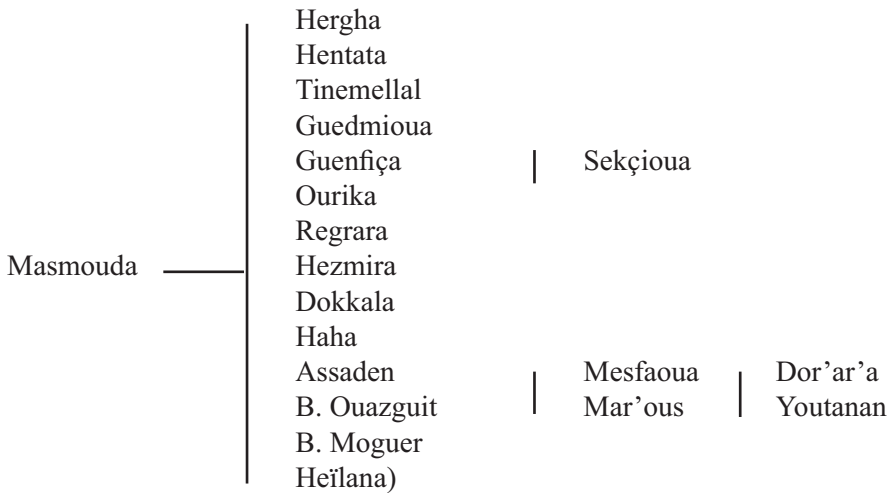 Hergha
Hentata
Tinemellal
Guedmioua
Guenfiça Sekçioua
Ourika
Regrara
Masmouda Hezmira
Dokkala
Haha
Assaden Mesfaoua Dor’ar’a
B. Ouazguit Mar’ous Youtanan
B. Moguer
Heïlana)